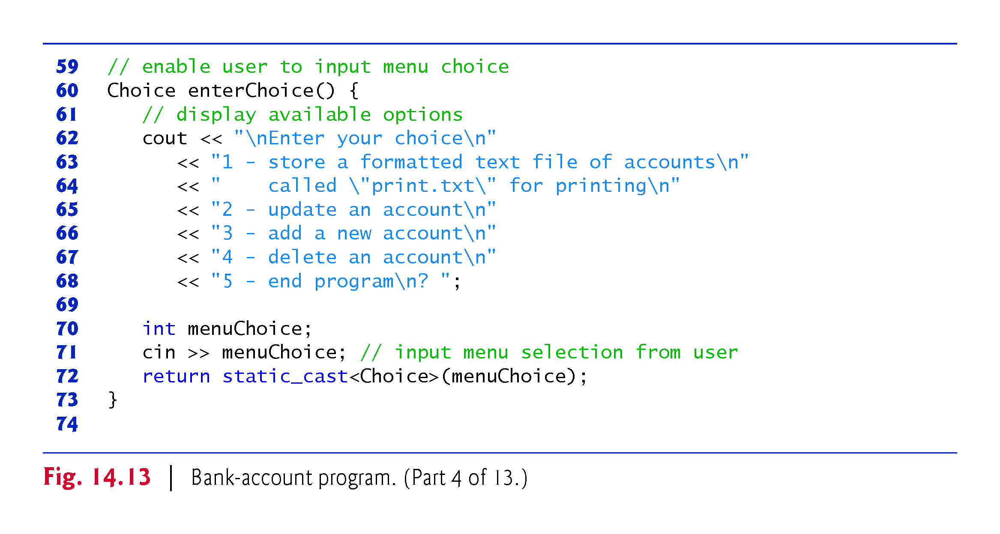 59 // enable user to input menu choice
60 Choice enterChoice() {
61    // display available options
62    cout << "\nEnter your choice\n"
63       << "1 - store a formatted text file of accounts\n"
64       << "    called \"print.txt\" for printing\n"
65       << "2 - update an account\n"
66       << "3 - add a new account\n"
67       << "4 - delete an account\n"
68       << "5 - end program\n? ";
69
70    int menuChoice;
71    cin >> menuChoice; // input menu selection from user
72    return static_cast<Choice>(menuChoice);
73 }
74
Fig. 14.13 | Bank-account program. (Part 4 of 13.)